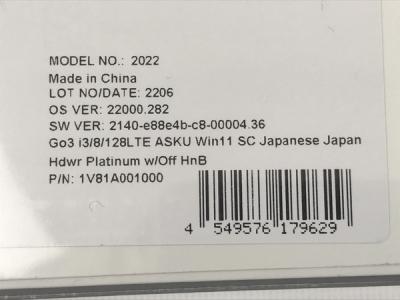 MODEL NO.: 2022
Made in China
LOT NO/DATE: 2206
OS VER: 22000.282
SW VER: 2140-e88e4b-c8-00004.36
Go3 i3/8/128LTE ASKU Win11 SC Japanese Japan
Hdwr Platinum w/Off HnB
P/N: 1V81A001000
4 549576 179629